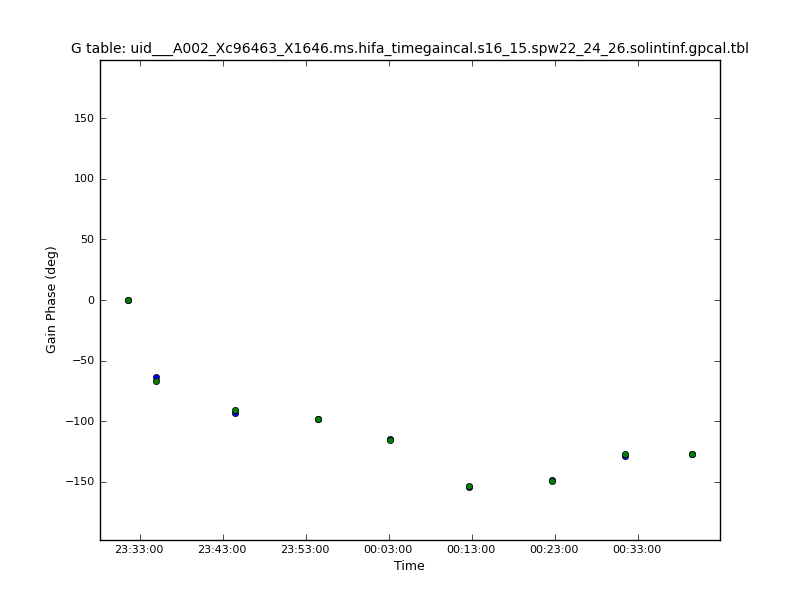 G table: uid___A002_Xc96463_X1646.ms.hifa_timegaincal.s16_15.spw22_24_26.solintinf.gpcal.tbl
150
100
50
0
−50
−100
−150
Gain Phase (deg)
23:33:00 23:43:00 23:53:00 00:03:00 00:13:00 00:23:00 00:33:00
Time